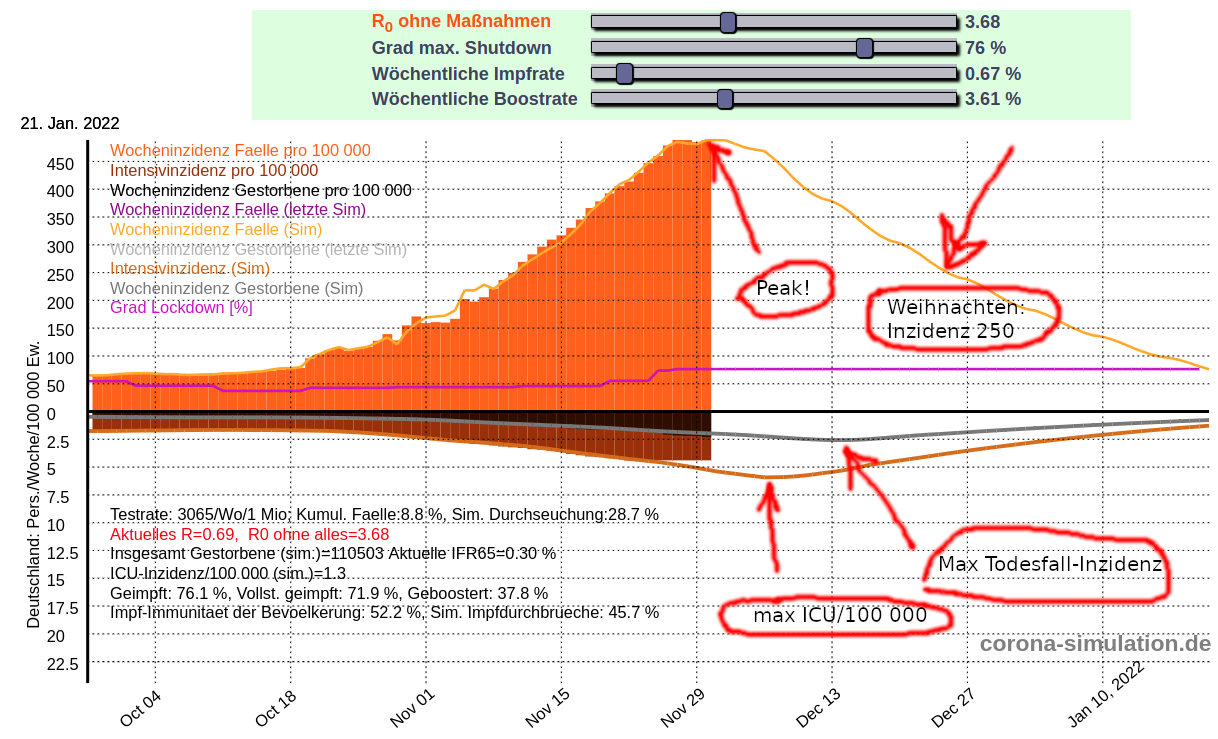 R0 ohne Maßnahmen 3.68
Grad max. Shutdown 76 %
Wöchentliche Impfrate 0.67 %
Wöchentliche Boostrate 3.61 %
21. Jan. 2022
Wocheninzidenz Faelle pro 100 000
Intensivinzidenz pro 100 000
Wocheninzidenz Gestorbene pro 100 000
Wocheninzidenz Faelle (letzte Sim)
Wocheninzidenz Faelle (Sim)
Wocheninzidenz Gestorbene (letzte Sim)
Intensivinzidenz (Sim)
Wocheninzidenz Gestorbene (Sim)
Grad Lockdown [%]
450
400
350
300
250
200
150
100
50
0
2.5
5
7.5
10
12.5
15
17.5
20
22.5
Deutschland: Pers./Woche/100 000 Ew.
Peak!
Weihnachten:
Inzidenz 250
Testrate: 3065/Wo/1 Mio; Kumul. Faelle:8.8 %, Sim. Durchseuchung:28.7 %
Aktuelles R=0.69, R0 ohne alles=3.68
Insgesamt Gestorbene (sim.)=110503 Aktuelle IFR65=0.30 %
ICU-Inzidenz/100 000 (sim.)=1.3
Geimpft: 76.1 %, Vollst. geimpft: 71.9 %, Geboostert: 37.8 %
Impf-Immunitaet der Bevoelkerung: 52.2 %, Sim. Impfdurchbrueche: 45.7 %
Max Todesfall-Inzidenz
max ICU/100 000
corona-simulation.de
Oct 04
Oct 18
Nov 01
Nov 15
Nov 29
Dec 13
Dec 27
Jan 10, 2022